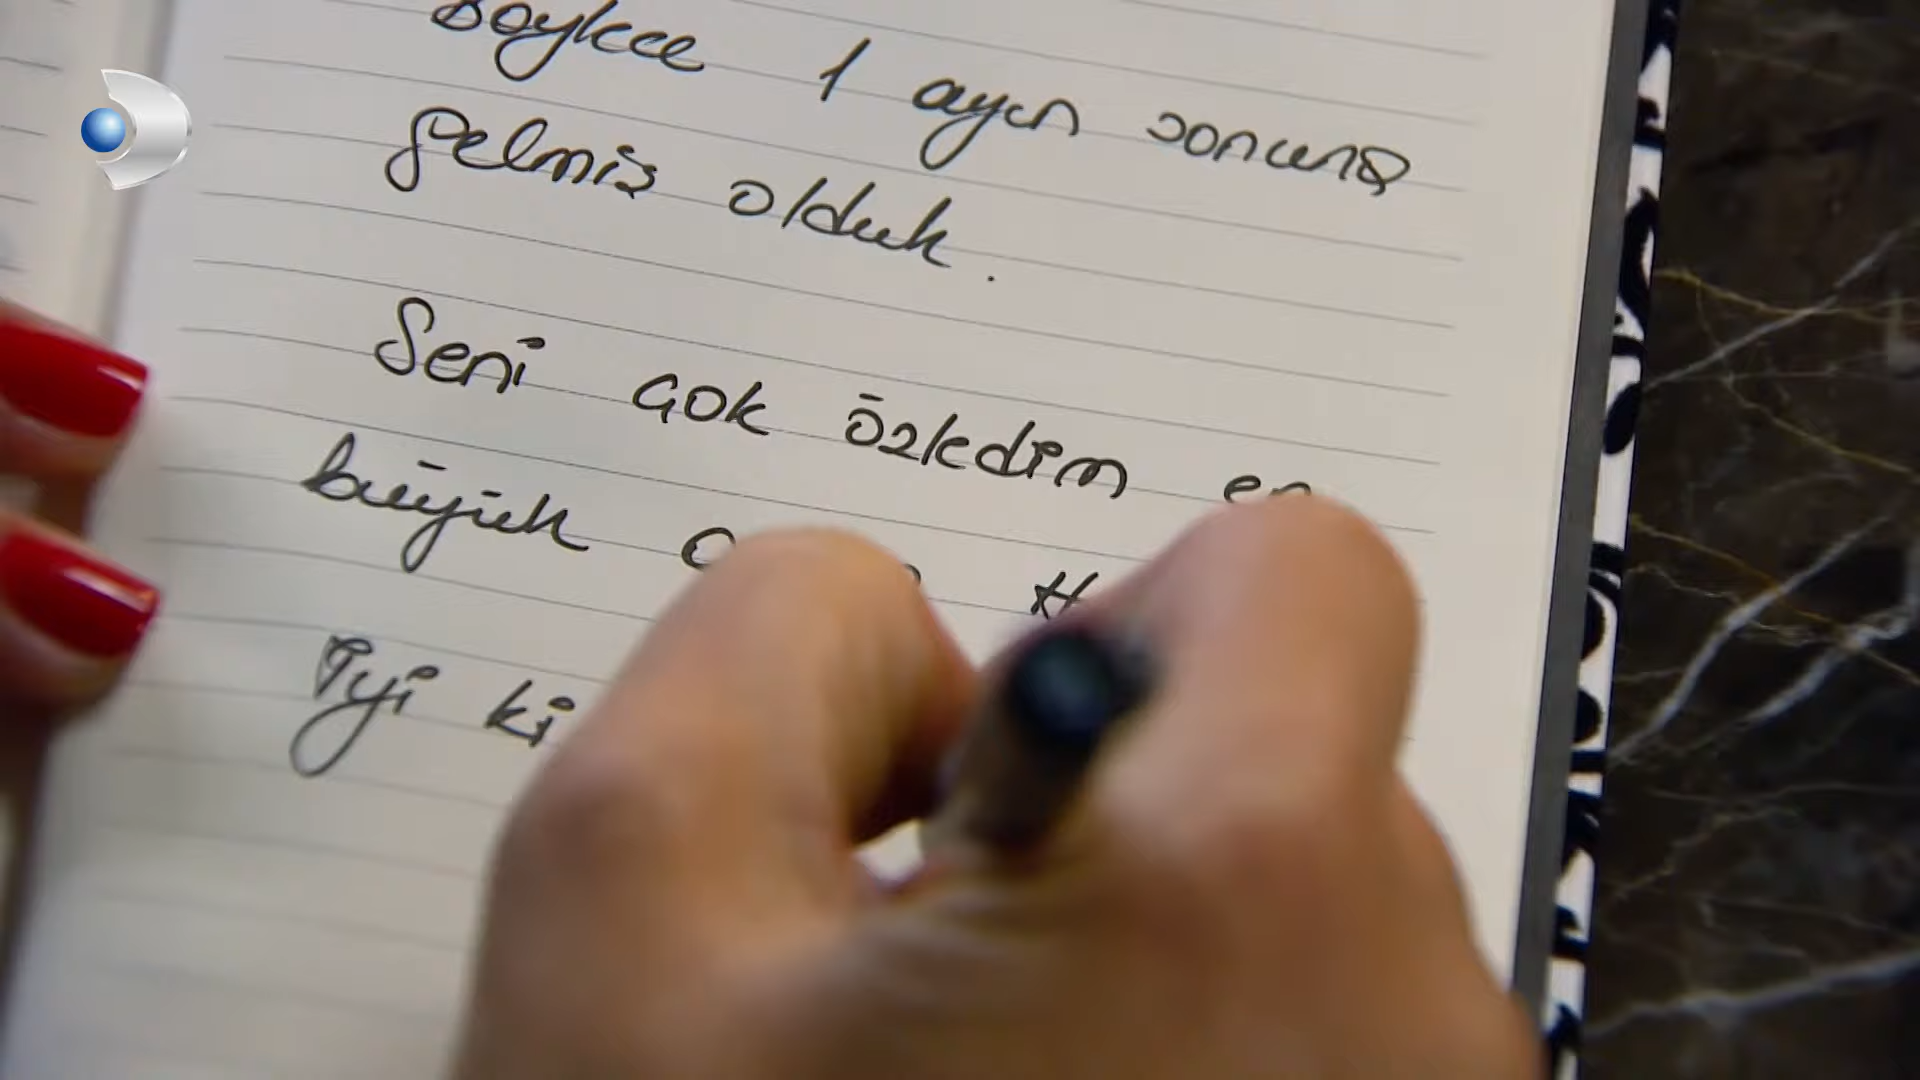 Böylece 1 ayın sonuna
gelmiş olduk.
Seni çok özledim en
büyük
İyi ki